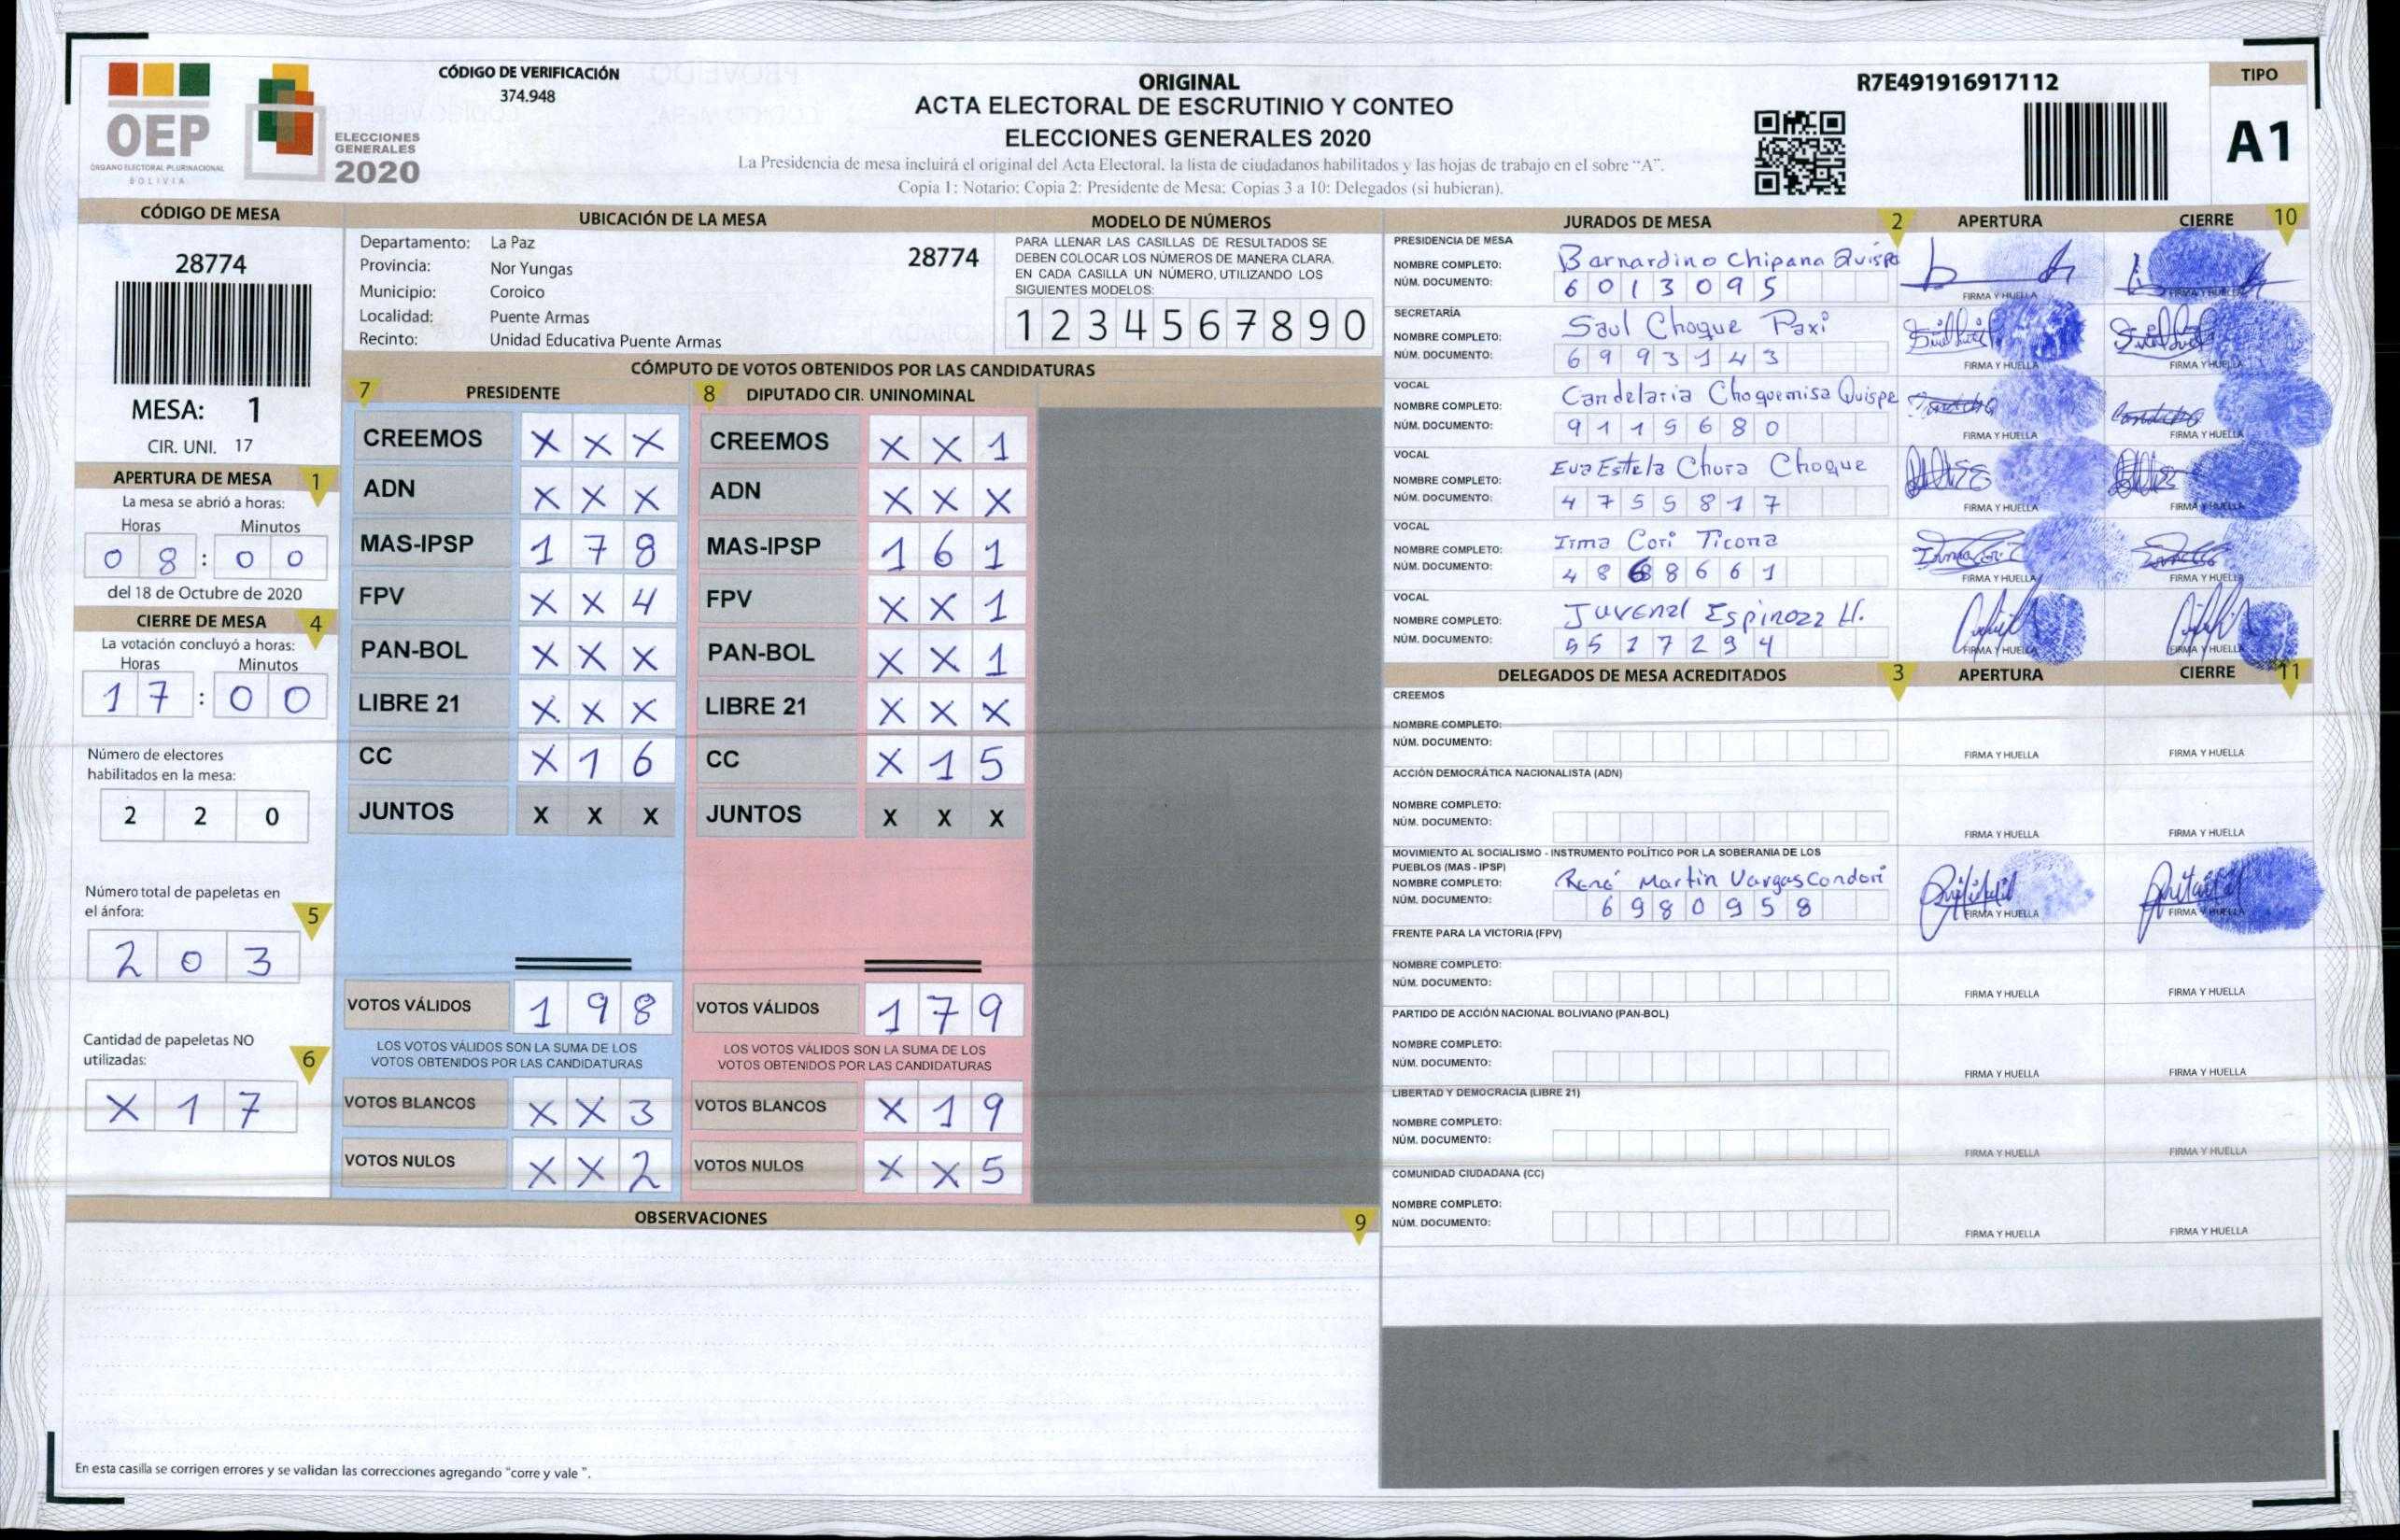 OEP
ÓRGANO ELECTORAL PLURINACIONAL
BOLIVIA
ELECCIONES
GENERALES
2020
CÓDIGO DE VERIFICACIÓN
374.948
ORIGINAL
ACTA ELECTORAL DE ESCRUTINIO Y CONTEO
ELECCIONES GENERALES 2020
La Presidencia de mesa incluirá el original del Acta Electoral, la lista de ciudadanos habilitados y las hojas de trabajo en el sobre “A”.
Copia 1: Notario; Copia 2: Presidente de Mesa; Copias 3 a 10: Delegados (si hubieran).
R7E491916917112
TIPO
A1
CÓDIGO DE MESA
28774
MESA: 1
CIR. UNI. 17
APERTURA DE MESA 1
La mesa se abrió a horas:
Horas Minutos
0 8 : 0 0
del 18 de Octubre de 2020
CIERRE DE MESA 4
La votación concluyó a horas:
Horas Minutos
1 7 : 0 0
Número de electores
habilitados en la mesa:
2 2 0
Número total de papeletas en
el ánfora: 5
2 0 3
Cantidad de papeletas NO
utilizadas: 6
X 1 7
UBICACIÓN DE LA MESA
Departamento: La Paz 28774
Provincia: Nor Yungas
Municipio: Coroico
Localidad: Puente Armas
Recinto: Unidad Educativa Puente Armas
MODELO DE NÚMEROS
PARA LLENAR LAS CASILLAS DE RESULTADOS SE
DEBEN COLOCAR LOS NÚMEROS DE MANERA CLARA,
EN CADA CASILLA UN NÚMERO, UTILIZANDO LOS
SIGUIENTES MODELOS:
1 2 3 4 5 6 7 8 9 0
CÓMPUTO DE VOTOS OBTENIDOS POR LAS CANDIDATURAS
7 PRESIDENTE
CREEMOS X X X
ADN X X X
MAS-IPSP 1 7 8
FPV X X 4
PAN-BOL X X X
LIBRE 21 X X X
CC X 1 6
JUNTOS X X X
VOTOS VÁLIDOS 1 9 8
LOS VOTOS VÁLIDOS SON LA SUMA DE LOS
VOTOS OBTENIDOS POR LAS CANDIDATURAS
VOTOS BLANCOS X X 3
VOTOS NULOS X X 2
8 DIPUTADO CIR. UNINOMINAL
CREEMOS X X 1
ADN X X X
MAS-IPSP 1 6 1
FPV X X 1
PAN-BOL X X 1
LIBRE 21 X X X
CC X 1 5
JUNTOS X X X
VOTOS VÁLIDOS 1 7 9
LOS VOTOS VÁLIDOS SON LA SUMA DE LOS
VOTOS OBTENIDOS POR LAS CANDIDATURAS
VOTOS BLANCOS X 1 9
VOTOS NULOS X X 5
OBSERVACIONES 9
En esta casilla se corrigen errores y se validan las correcciones agregando “corre y vale ”.
JURADOS DE MESA 2 APERTURA CIERRE 10
PRESIDENCIA DE MESA
NOMBRE COMPLETO: Barnardino Chipana Quispe
NÚM. DOCUMENTO: 6 0 1 3 0 9 5
FIRMA Y HUELLA FIRMA Y HUELLA
SECRETARÍA
NOMBRE COMPLETO: Saul Choque Paxi
NÚM. DOCUMENTO: 6 9 9 3 1 4 3
FIRMA Y HUELLA FIRMA Y HUELLA
VOCAL
NOMBRE COMPLETO: Candelaria Choquemisa Quispe
NÚM. DOCUMENTO: 9 1 1 5 6 8 0
FIRMA Y HUELLA FIRMA Y HUELLA
VOCAL
NOMBRE COMPLETO: Eva Estela Chura Choque
NÚM. DOCUMENTO: 4 7 5 5 8 1 7
FIRMA Y HUELLA FIRMA Y HUELLA
VOCAL
NOMBRE COMPLETO: Irma Cori Ticona
NÚM. DOCUMENTO: 4 8 6 8 6 6 1
FIRMA Y HUELLA FIRMA Y HUELLA
VOCAL
NOMBRE COMPLETO: Juvenal Espinoza H.
NÚM. DOCUMENTO: 5 5 1 7 2 9 4
FIRMA Y HUELLA FIRMA Y HUELLA
DELEGADOS DE MESA ACREDITADOS 3 APERTURA CIERRE 11
CREEMOS
NOMBRE COMPLETO:
NÚM. DOCUMENTO:
FIRMA Y HUELLA FIRMA Y HUELLA
ACCIÓN DEMOCRÁTICA NACIONALISTA (ADN)
NOMBRE COMPLETO:
NÚM. DOCUMENTO:
FIRMA Y HUELLA FIRMA Y HUELLA
MOVIMIENTO AL SOCIALISMO - INSTRUMENTO POLÍTICO POR LA SOBERANIA DE LOS
PUEBLOS (MAS - IPSP)
NOMBRE COMPLETO: René Martin Vargas Condori
NÚM. DOCUMENTO: 6 9 8 0 9 5 8
FIRMA Y HUELLA FIRMA Y HUELLA
FRENTE PARA LA VICTORIA (FPV)
NOMBRE COMPLETO:
NÚM. DOCUMENTO:
FIRMA Y HUELLA FIRMA Y HUELLA
PARTIDO DE ACCIÓN NACIONAL BOLIVIANO (PAN-BOL)
NOMBRE COMPLETO:
NÚM. DOCUMENTO:
FIRMA Y HUELLA FIRMA Y HUELLA
LIBERTAD Y DEMOCRACIA (LIBRE 21)
NOMBRE COMPLETO:
NÚM. DOCUMENTO:
FIRMA Y HUELLA FIRMA Y HUELLA
COMUNIDAD CIUDADANA (CC)
NOMBRE COMPLETO:
NÚM. DOCUMENTO:
FIRMA Y HUELLA FIRMA Y HUELLA